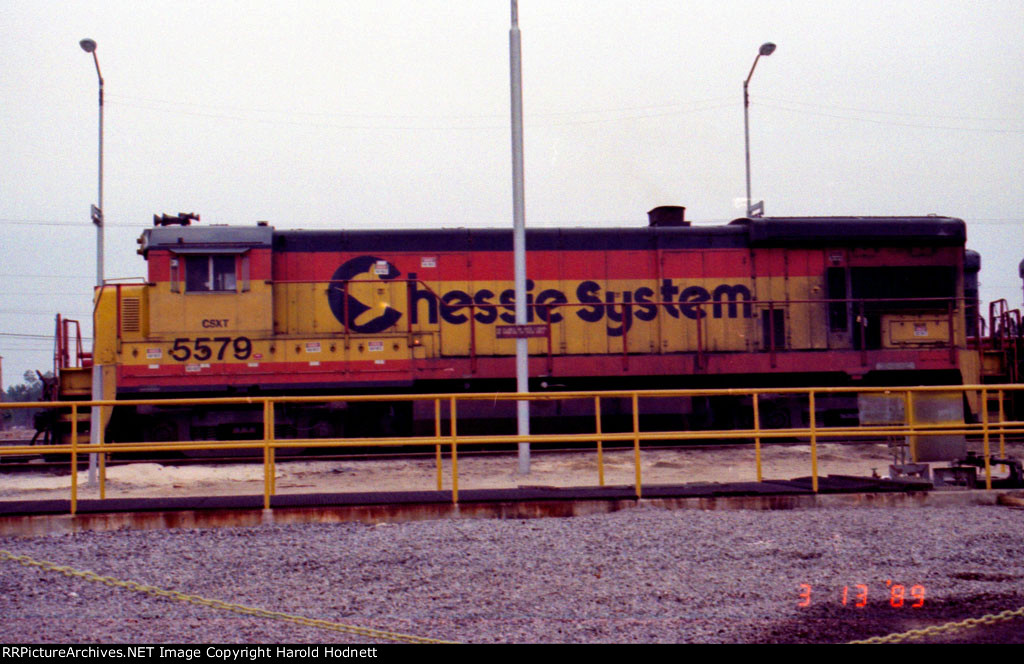 Chessie System
CSXT
5579
3 13 '89
RRPictureArchives.NET Image Copyright Harold Hodnett